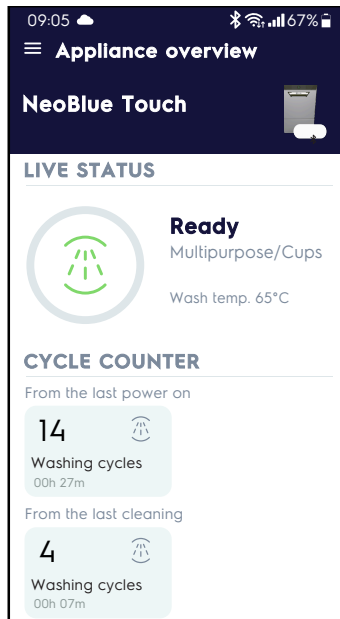 09:05
67%
Appliance overview
NeoBlue Touch
LIVE STATUS
Ready
Multipurpose/Cups
Wash temp. 65°C
CYCLE COUNTER
From the last power on
14
Washing cycles
00h 27m
From the last cleaning
4
Washing cycles
00h 07m